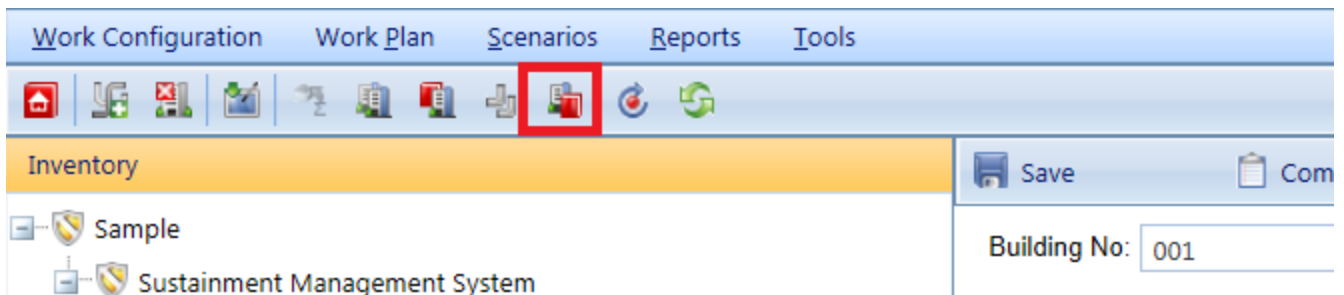 Work Configuration Work Plan Scenarios Reports Tools
Inventory
Save Com
Sample
Building No: 001
Sustainment Management System